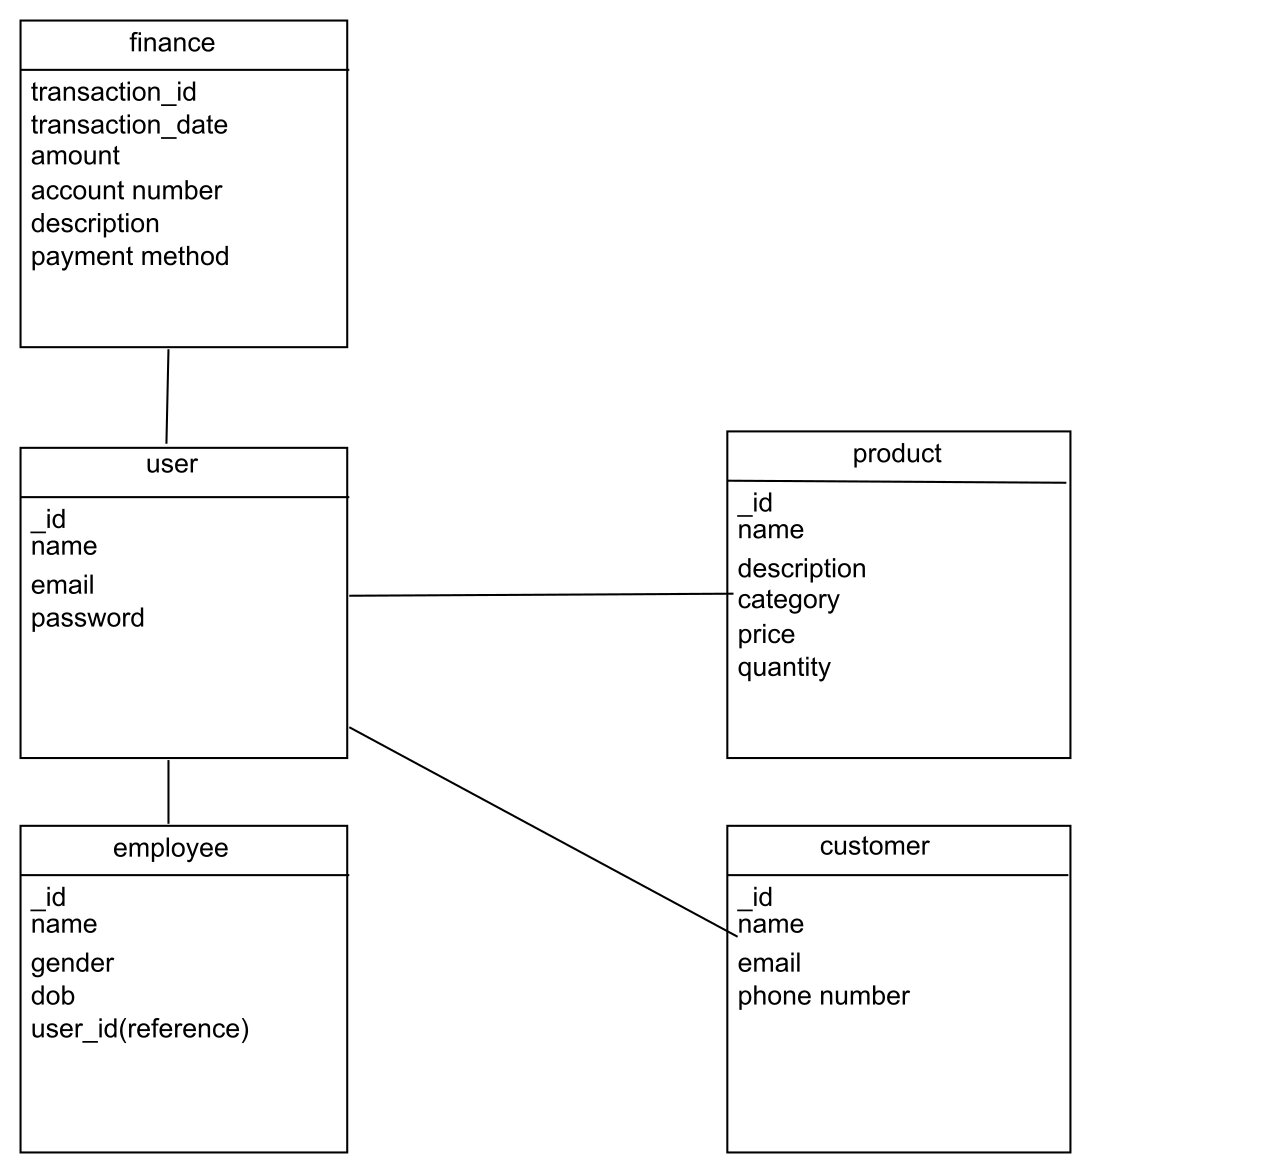 finance
transaction_id
transaction_date
amount
account number
description
payment method
user
_id
name
email
password
product
_id
name
description
category
price
quantity
employee
_id
name
gender
dob
user_id(reference)
customer
_id
name
email
phone number